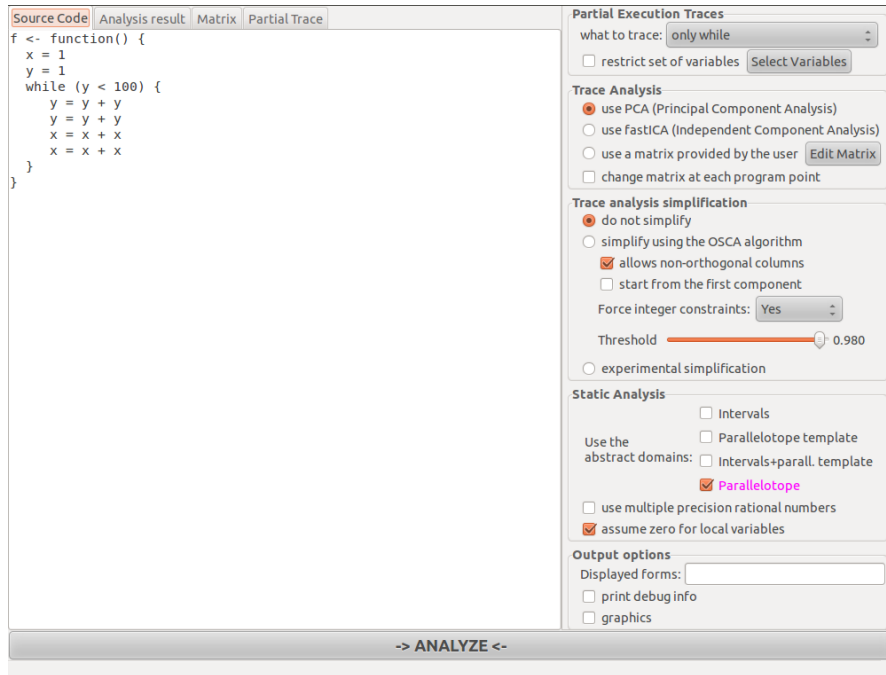 Source Code Analysis result Matrix Partial Trace
f <- function() {
  x = 1
  y = 1
  while (y < 100) {
     y = y + y
     y = y + y
     x = x + x
     x = x + x
  }
}
Partial Execution Traces
what to trace: only while
restrict set of variables Select Variables
Trace Analysis
use PCA (Principal Component Analysis)
use fastICA (Independent Component Analysis)
use a matrix provided by the user Edit Matrix
change matrix at each program point
Trace analysis simplification
do not simplify
simplify using the OSCA algorithm
allows non-orthogonal columns
start from the first component
Force integer constraints: Yes
Threshold 0.980
experimental simplification
Static Analysis
Use the
abstract domains:
Intervals
Parallelotope template
Intervals+parall. template
Parallelotope
use multiple precision rational numbers
assume zero for local variables
Output options
Displayed forms:
print debug info
graphics
-> ANALYZE <-